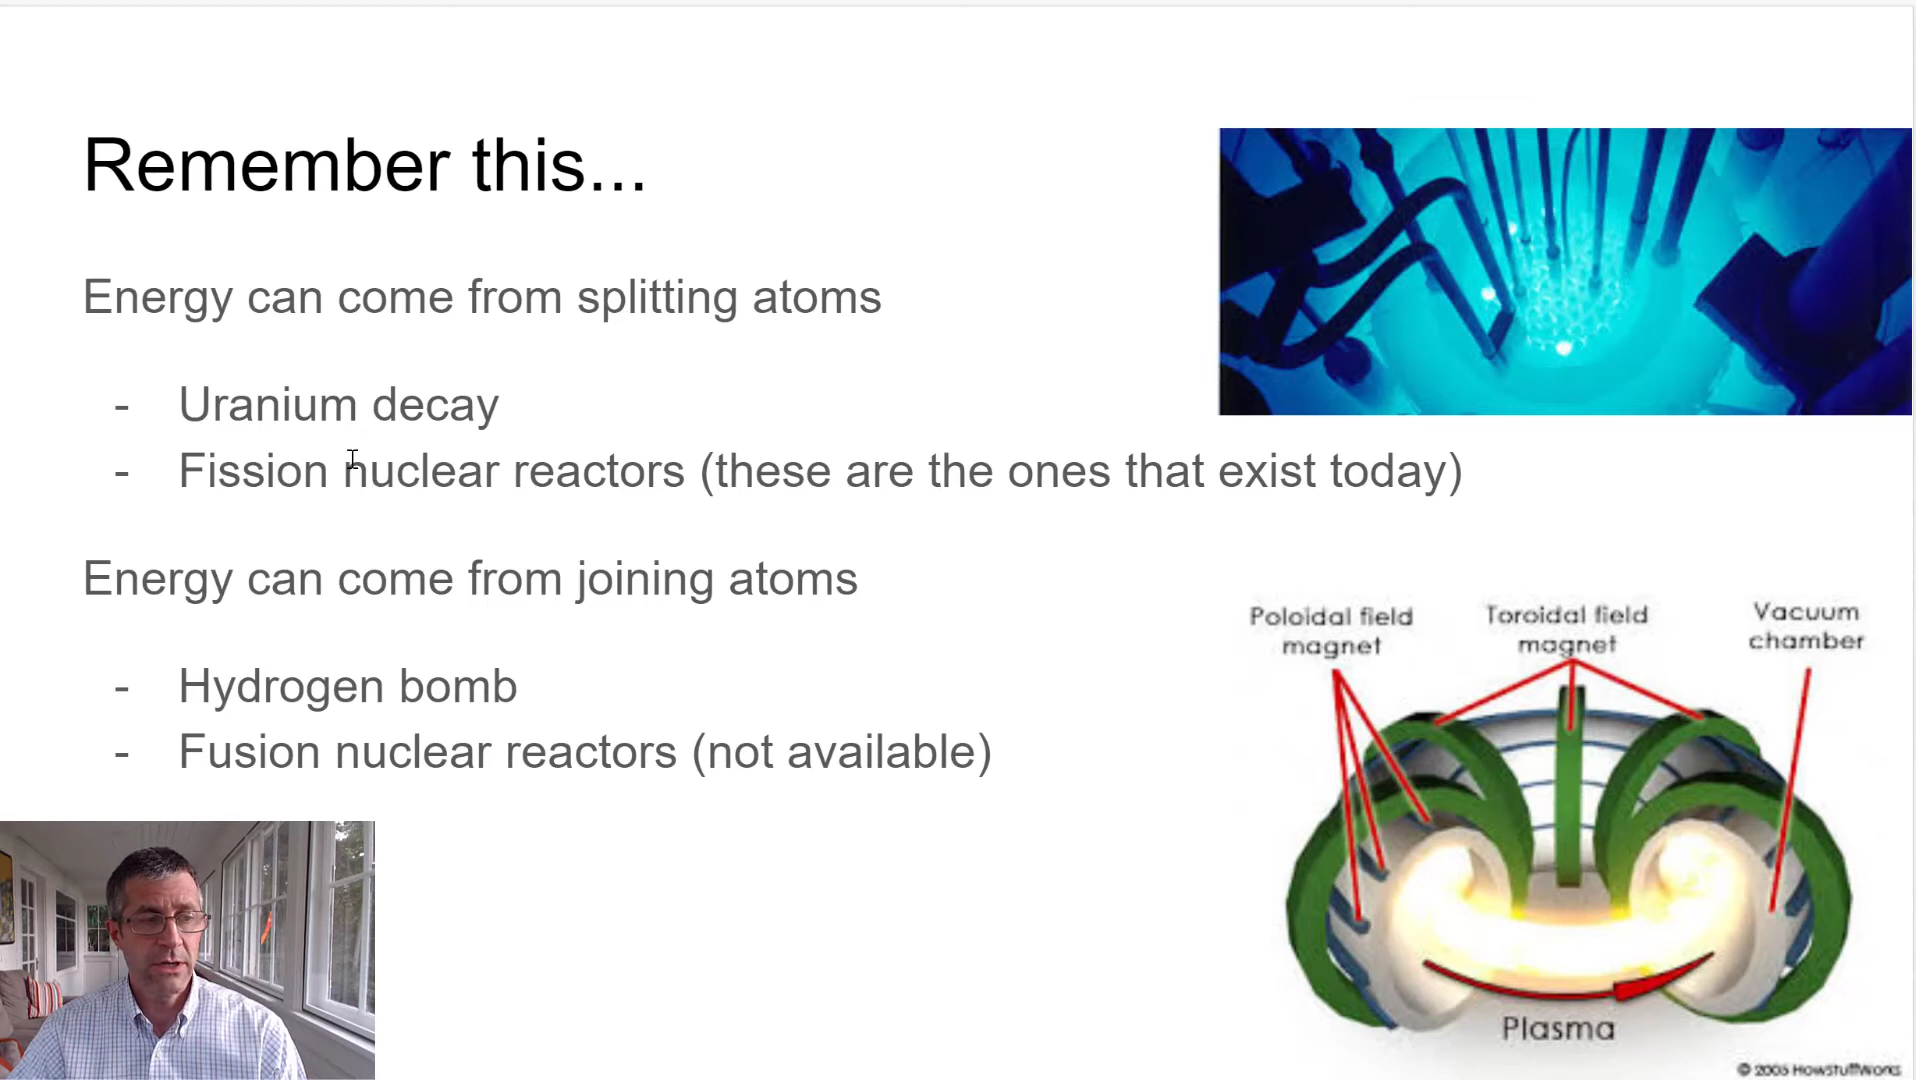 Remember this...
Energy can come from splitting atoms
- Uranium decay
- Fission nuclear reactors (these are the ones that exist today)
Energy can come from joining atoms
- Hydrogen bomb
- Fusion nuclear reactors (not available)
Poloidal field
magnet
Toroidal field
magnet
Vacuum
chamber
Plasma
© 2005 HowStuffWorks